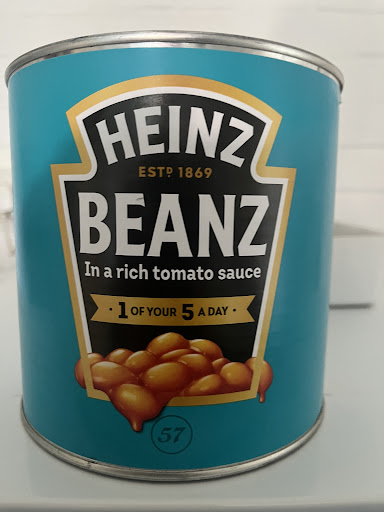 HEINZ
ESTD 1869
BEANZ
In a rich tomato sauce
· 1 OF YOUR 5 A DAY ·
57